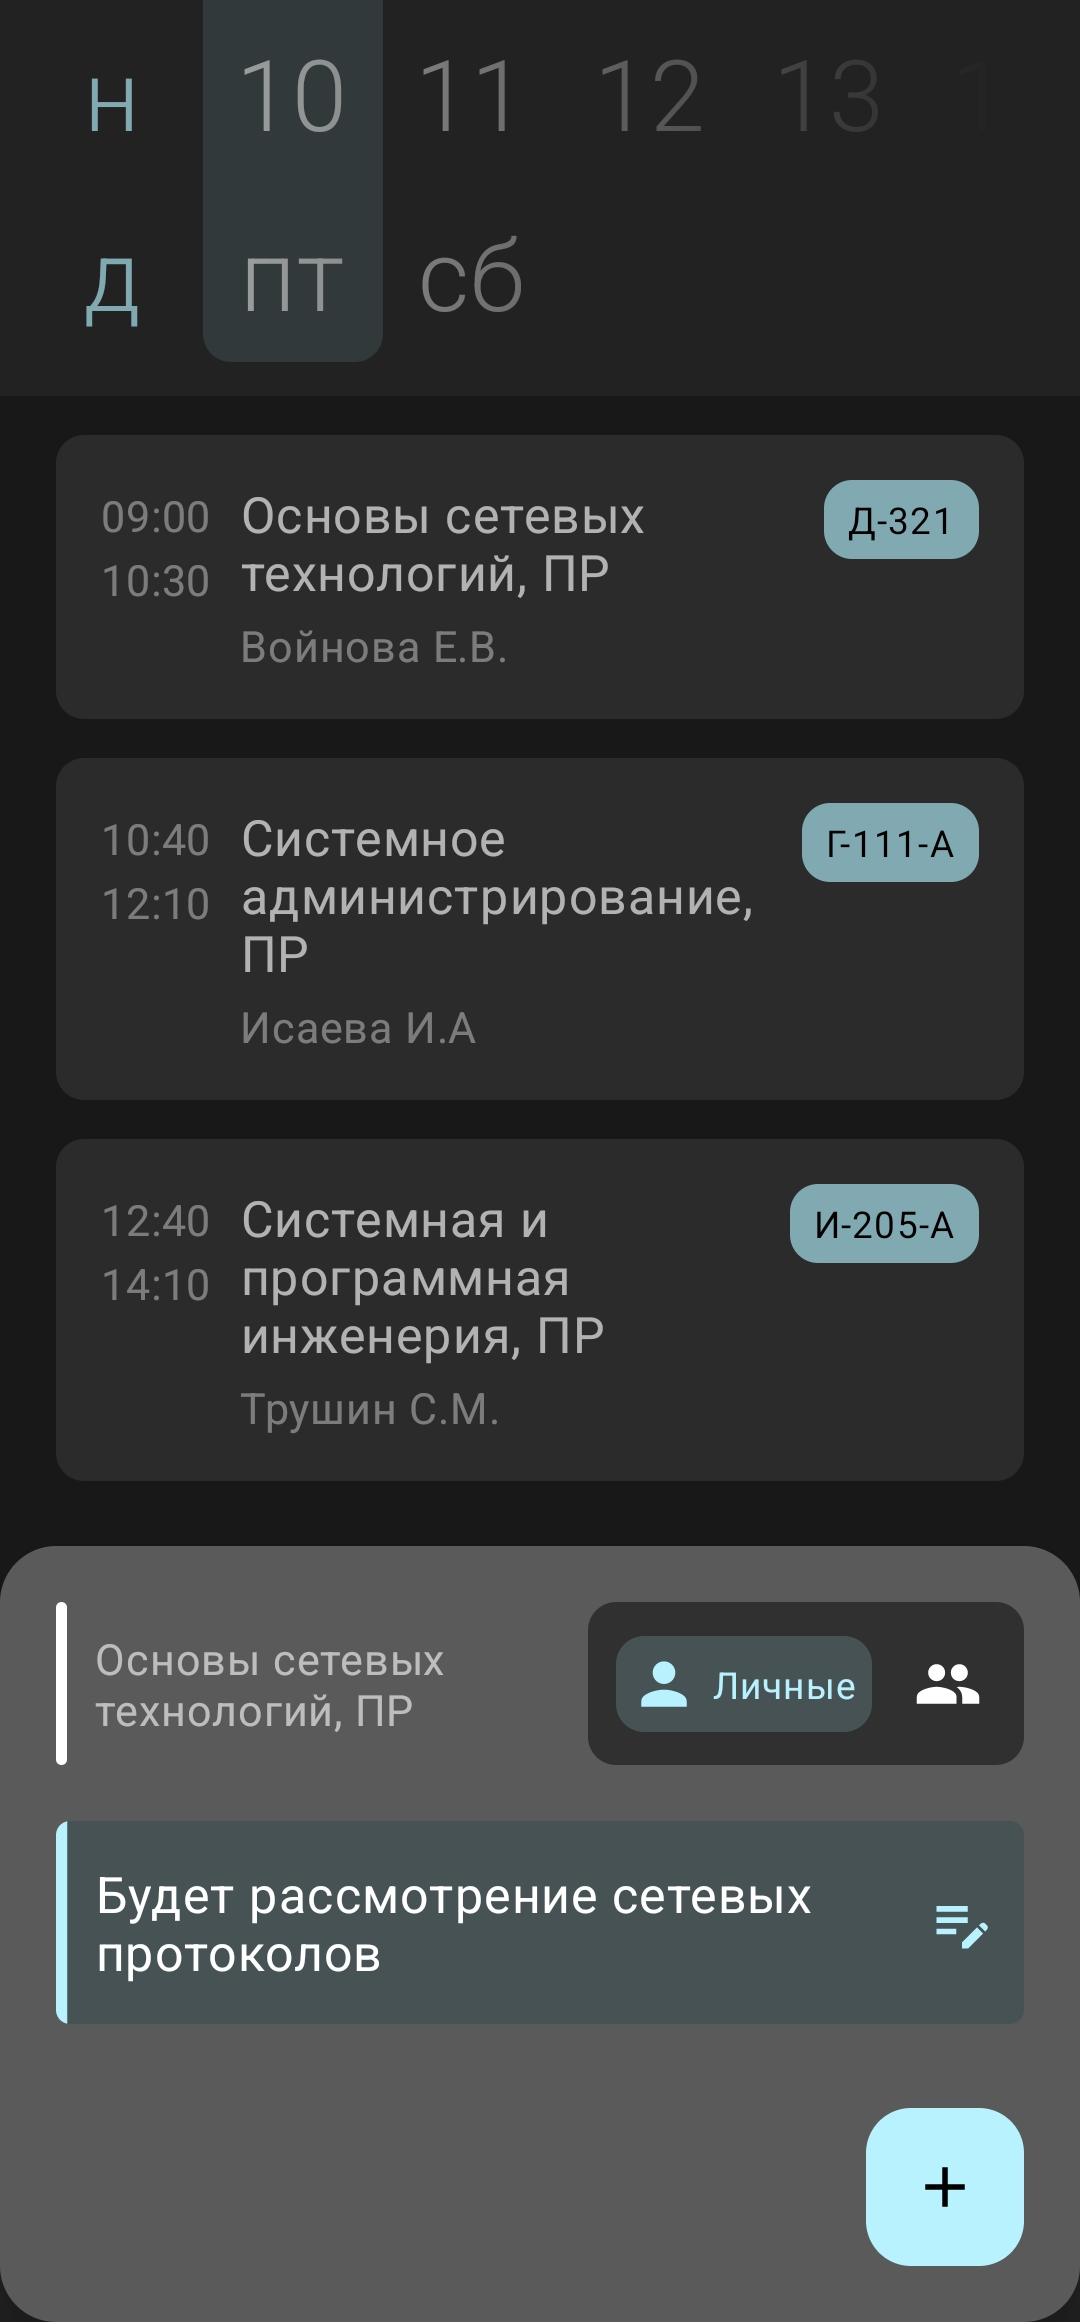 н 10 11 12 13 1
д пт сб
09:00 Основы сетевых Д-321
10:30 технологий, ПР
Войнова Е.В.
10:40 Системное Г-111-А
12:10 администрирование,
ПР
Исаева И.А
12:40 Системная и И-205-А
14:10 программная
инженерия, ПР
Трушин С.М.
Основы сетевых
технологий, ПР
Личные
Будет рассмотрение сетевых
протоколов
+